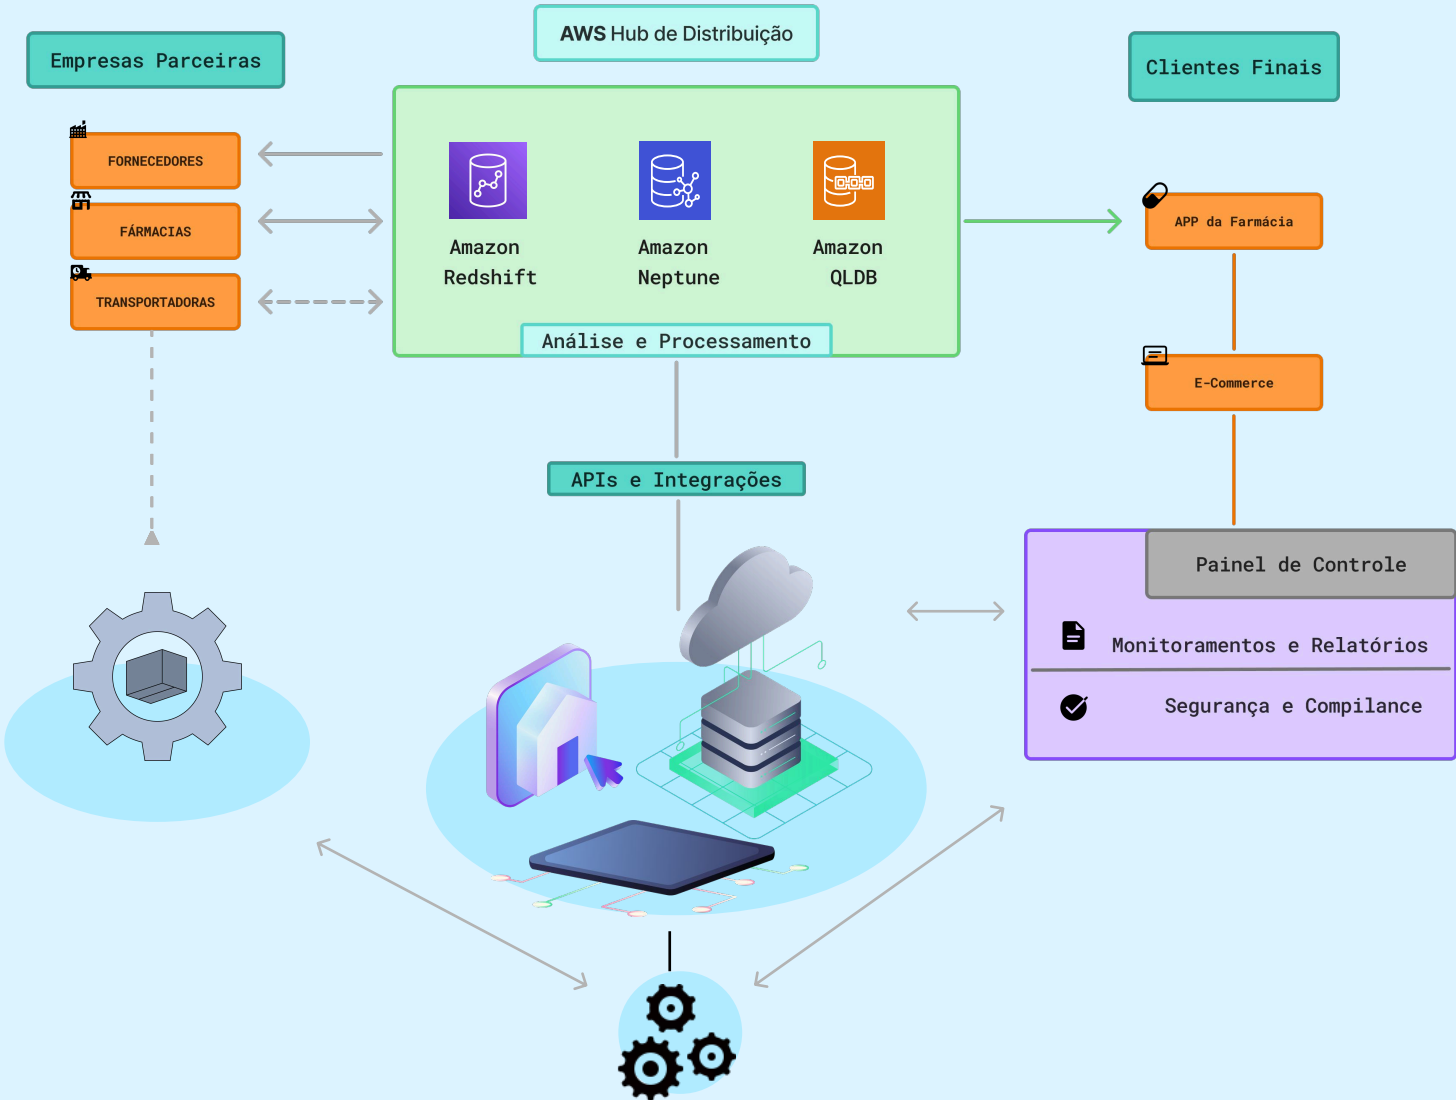 AWS Hub de Distribuição
Empresas Parceiras
Clientes Finais
FORNECEDORES
FÁRMACIAS
TRANSPORTADORAS
Amazon
Redshift
Amazon
Neptune
Amazon
QLDB
Análise e Processamento
APP da Farmácia
E-Commerce
APIs e Integrações
Painel de Controle
Monitoramentos e Relatórios
Segurança e Compilance